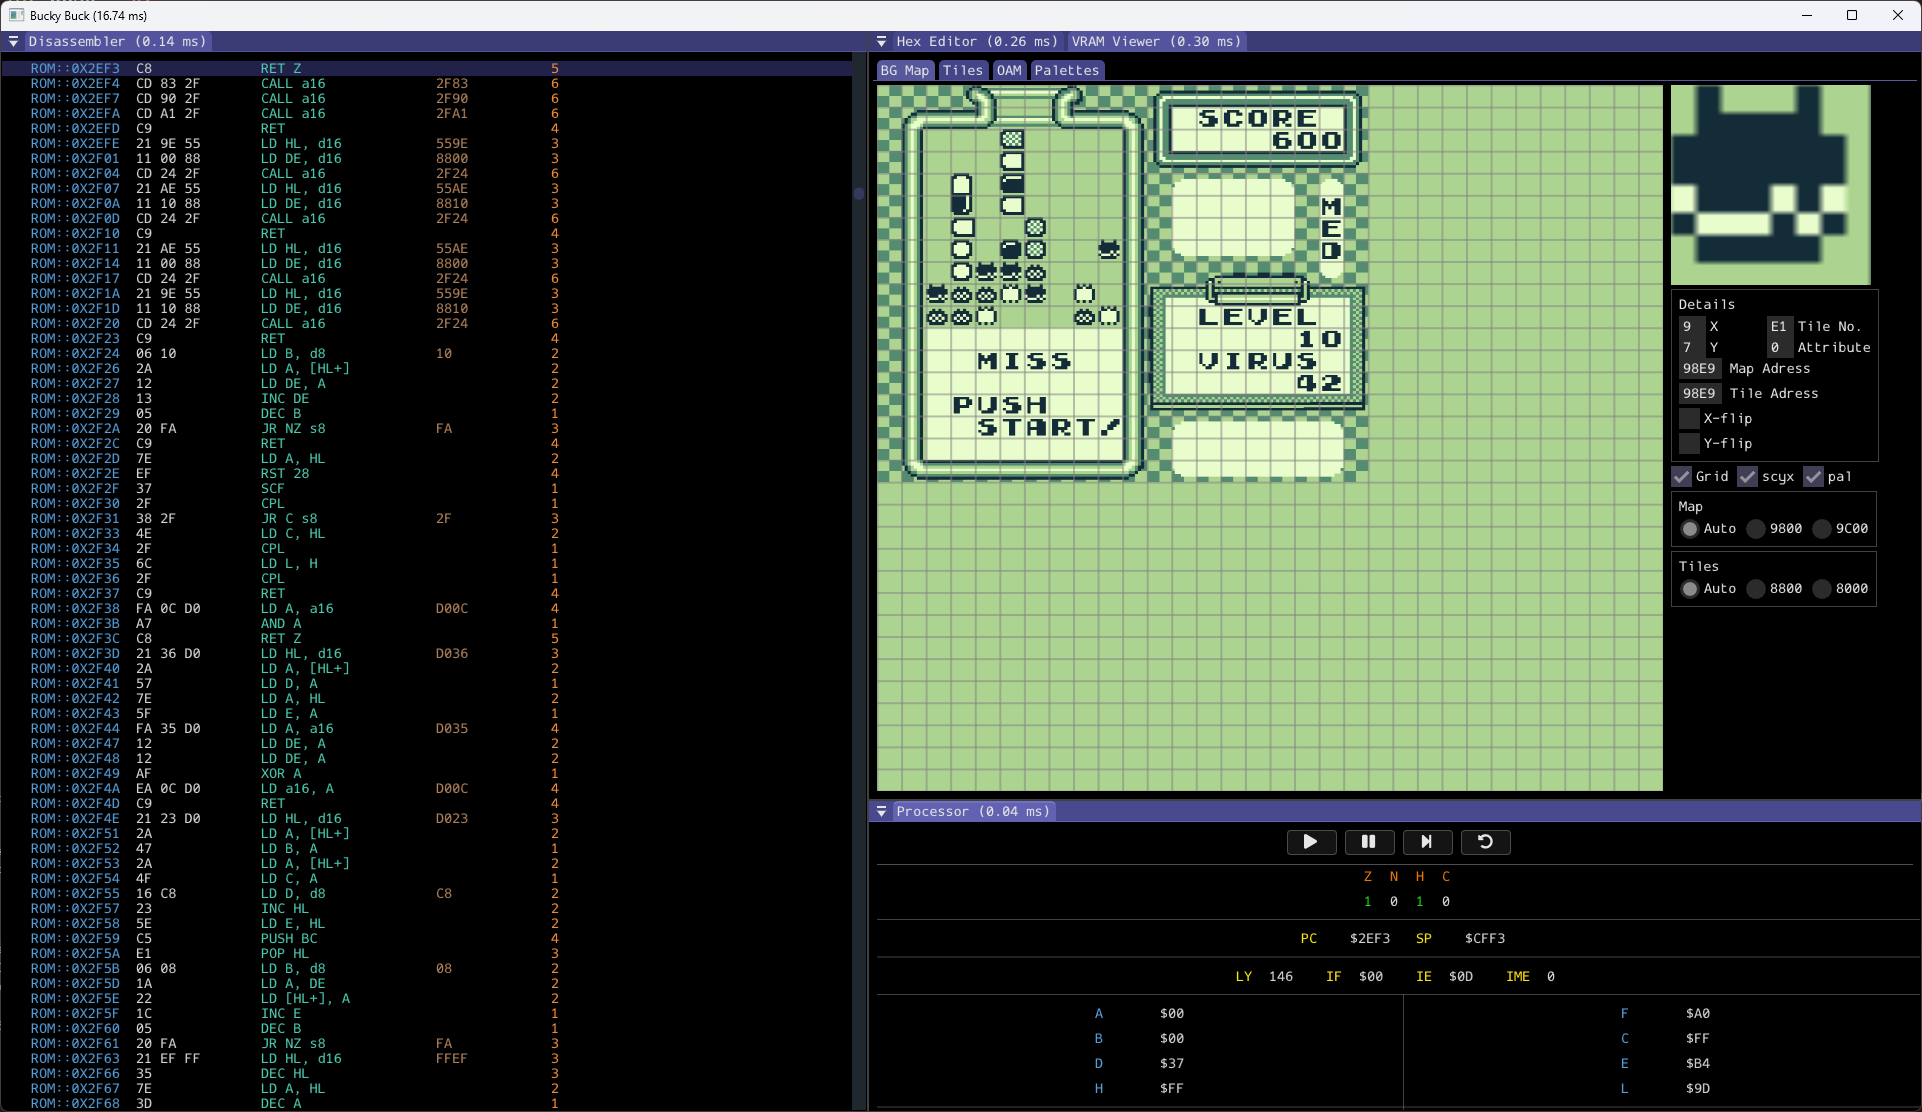 Bucky Buck (16.74 ms)
Disassembler (0.14 ms)
ROM::0X2EF3 C8 RET Z 5
ROM::0X2EF4 CD 83 2F CALL a16 2F83 6
ROM::0X2EF7 CD 90 2F CALL a16 2F90 6
ROM::0X2EFA CD A1 2F CALL a16 2FA1 6
ROM::0X2EFD C9 RET 4
ROM::0X2EFE 21 9E 55 LD HL, d16 559E 3
ROM::0X2F01 11 00 88 LD DE, d16 8800 3
ROM::0X2F04 CD 24 2F CALL a16 2F24 6
ROM::0X2F07 21 AE 55 LD HL, d16 55AE 3
ROM::0X2F0A 11 10 88 LD DE, d16 8810 3
ROM::0X2F0D CD 24 2F CALL a16 2F24 6
ROM::0X2F10 C9 RET 4
ROM::0X2F11 21 AE 55 LD HL, d16 55AE 3
ROM::0X2F14 11 00 88 LD DE, d16 8800 3
ROM::0X2F17 CD 24 2F CALL a16 2F24 6
ROM::0X2F1A 21 9E 55 LD HL, d16 559E 3
ROM::0X2F1D 11 10 88 LD DE, d16 8810 3
ROM::0X2F20 CD 24 2F CALL a16 2F24 6
ROM::0X2F23 C9 RET 4
ROM::0X2F24 06 10 LD B, d8 10 2
ROM::0X2F26 2A LD A, [HL+] 2
ROM::0X2F27 12 LD DE, A 2
ROM::0X2F28 13 INC DE 2
ROM::0X2F29 05 DEC B 1
ROM::0X2F2A 20 FA JR NZ s8 FA 3
ROM::0X2F2C C9 RET 4
ROM::0X2F2D 7E LD A, HL 2
ROM::0X2F2E EF RST 28 4
ROM::0X2F2F 37 SCF 1
ROM::0X2F30 2F CPL 1
ROM::0X2F31 38 2F JR C s8 2F 3
ROM::0X2F33 4E LD C, HL 2
ROM::0X2F34 2F CPL 1
ROM::0X2F35 6C LD L, H 1
ROM::0X2F36 2F CPL 1
ROM::0X2F37 C9 RET 4
ROM::0X2F38 FA 0C D0 LD A, a16 D00C 4
ROM::0X2F3B A7 AND A 1
ROM::0X2F3C C8 RET Z 5
ROM::0X2F3D 21 36 D0 LD HL, d16 D036 3
ROM::0X2F40 2A LD A, [HL+] 2
ROM::0X2F41 57 LD D, A 1
ROM::0X2F42 7E LD A, HL 2
ROM::0X2F43 5F LD E, A 1
ROM::0X2F44 FA 35 D0 LD A, a16 D035 4
ROM::0X2F47 12 LD DE, A 2
ROM::0X2F48 12 LD DE, A 2
ROM::0X2F49 AF XOR A 1
ROM::0X2F4A EA 0C D0 LD a16, A D00C 4
ROM::0X2F4D C9 RET 4
ROM::0X2F4E 21 23 D0 LD HL, d16 D023 3
ROM::0X2F51 2A LD A, [HL+] 2
ROM::0X2F52 47 LD B, A 1
ROM::0X2F53 2A LD A, [HL+] 2
ROM::0X2F54 4F LD C, A 1
ROM::0X2F55 16 C8 LD D, d8 C8 2
ROM::0X2F57 23 INC HL 2
ROM::0X2F58 5E LD E, HL 2
ROM::0X2F59 C5 PUSH BC 4
ROM::0X2F5A E1 POP HL 3
ROM::0X2F5B 06 08 LD B, d8 08 2
ROM::0X2F5D 1A LD A, DE 2
ROM::0X2F5E 22 LD [HL+], A 2
ROM::0X2F5F 1C INC E 1
ROM::0X2F60 05 DEC B 1
ROM::0X2F61 20 FA JR NZ s8 FA 3
ROM::0X2F63 21 EF FF LD HL, d16 FFEF 3
ROM::0X2F66 35 DEC HL 3
ROM::0X2F67 7E LD A, HL 2
ROM::0X2F68 3D DEC A 1
Hex Editor (0.26 ms) VRAM Viewer (0.30 ms)
BG Map Tiles OAM Palettes
SCORE
600
MED
LEVEL
10
VIRUS
42
MISS
PUSH
START!
Details
9 X E1 Tile No.
7 Y 0 Attribute
98E9 Map Adress
98E9 Tile Adress
X-flip
Y-flip
Grid scyx pal
Map
Auto 9800 9C00
Tiles
Auto 8800 8000
Processor (0.04 ms)
Z N H C
1 0 1 0
PC $2EF3 SP $CFF3
LY 146 IF $00 IE $0D IME 0
A $00 F $A0
B $00 C $FF
D $37 E $B4
H $FF L $9D